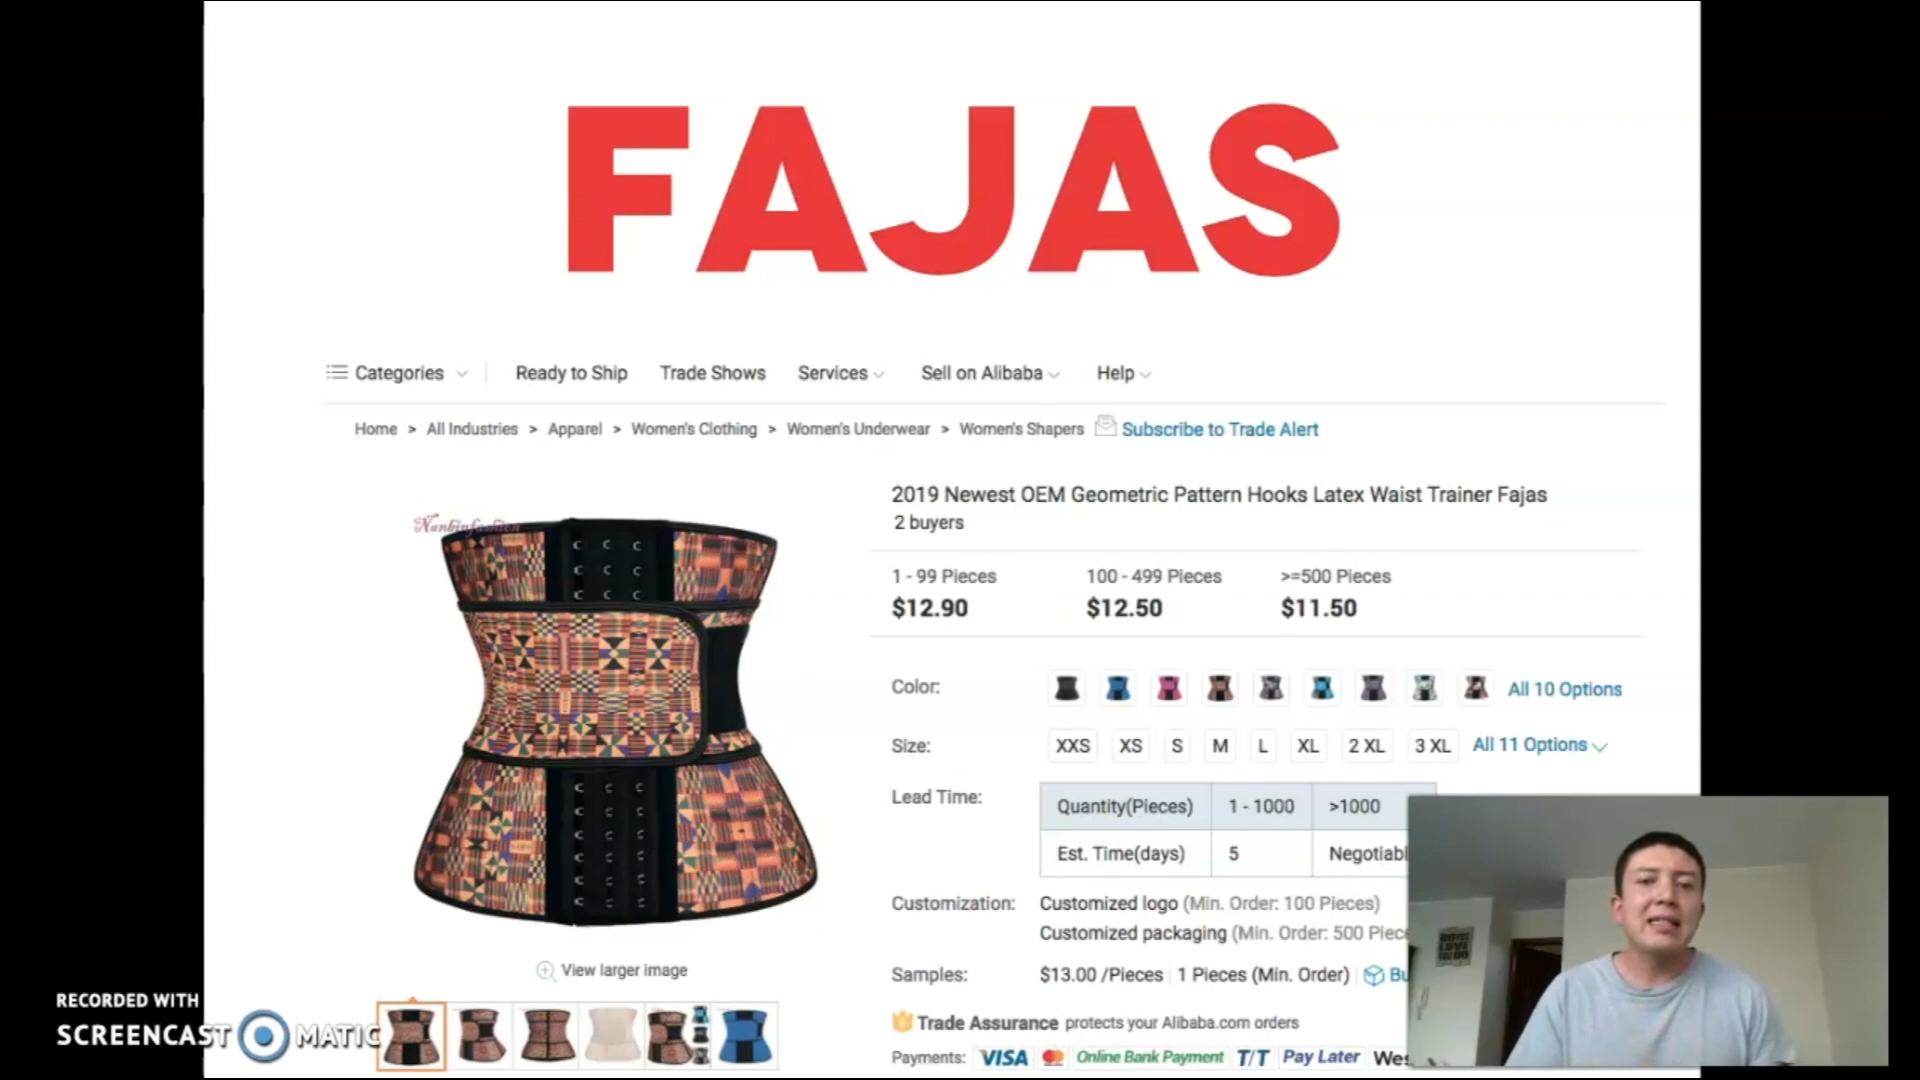 FAJAS
Categories Ready to Ship Trade Shows Services Sell on Alibaba Help
Home > All Industries > Apparel > Women's Clothing > Women's Underwear > Women's Shapers Subscribe to Trade Alert
2019 Newest OEM Geometric Pattern Hooks Latex Waist Trainer Fajas
2 buyers
Nanbinfashion
1 - 99 Pieces 100 - 499 Pieces >=500 Pieces
$12.90 $12.50 $11.50
Color: All 10 Options
Size: XXS XS S M L XL 2 XL 3 XL All 11 Options
Lead Time: Quantity(Pieces) 1 - 1000 >1000
Est. Time(days) 5 Negotiabl
Customization: Customized logo (Min. Order: 100 Pieces)
Customized packaging (Min. Order: 500 Piece
View larger image
Samples: $13.00 /Pieces | 1 Pieces (Min. Order) | Bu
Trade Assurance protects your Alibaba.com orders
Payments: VISA Online Bank Payment T/T Pay Later Wes
RECORDED WITH
SCREENCAST MATIC